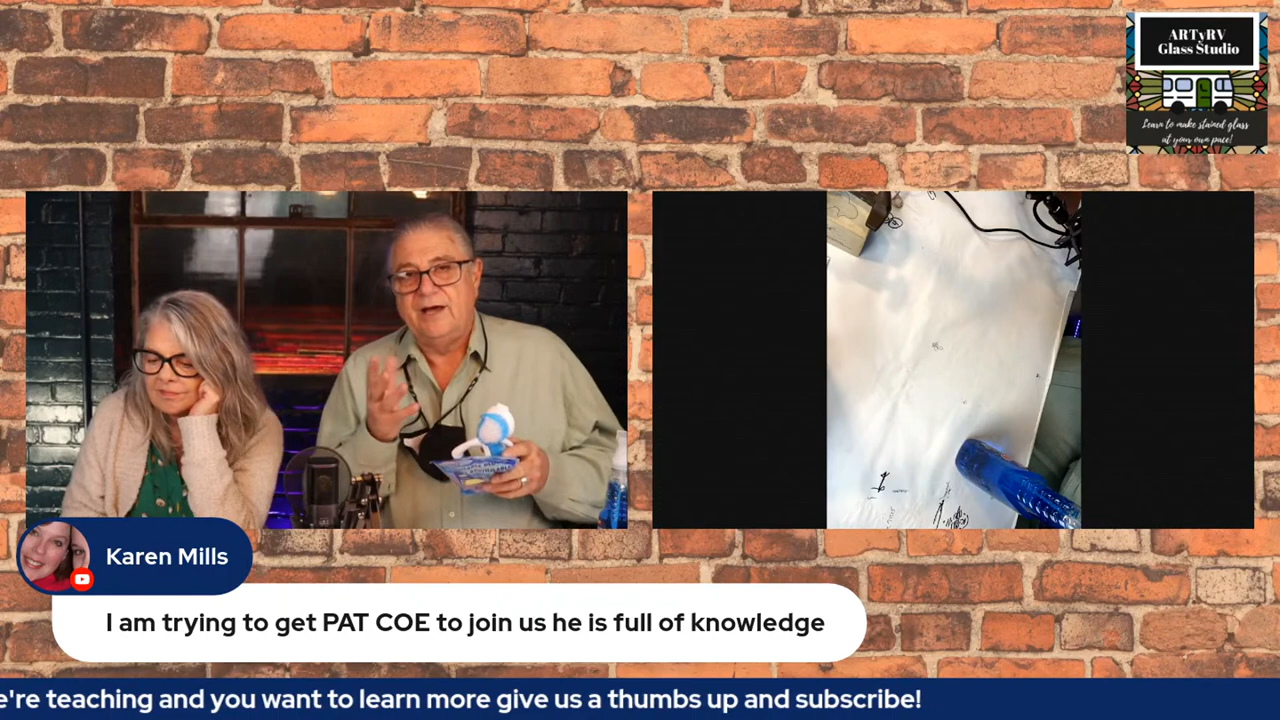 ARTyRV
Glass Studio
Learn to make stained glass
at your own pace!
Karen Mills
I am trying to get PAT COE to join us he is full of knowledge
e're teaching and you want to learn more give us a thumbs up and subscribe!